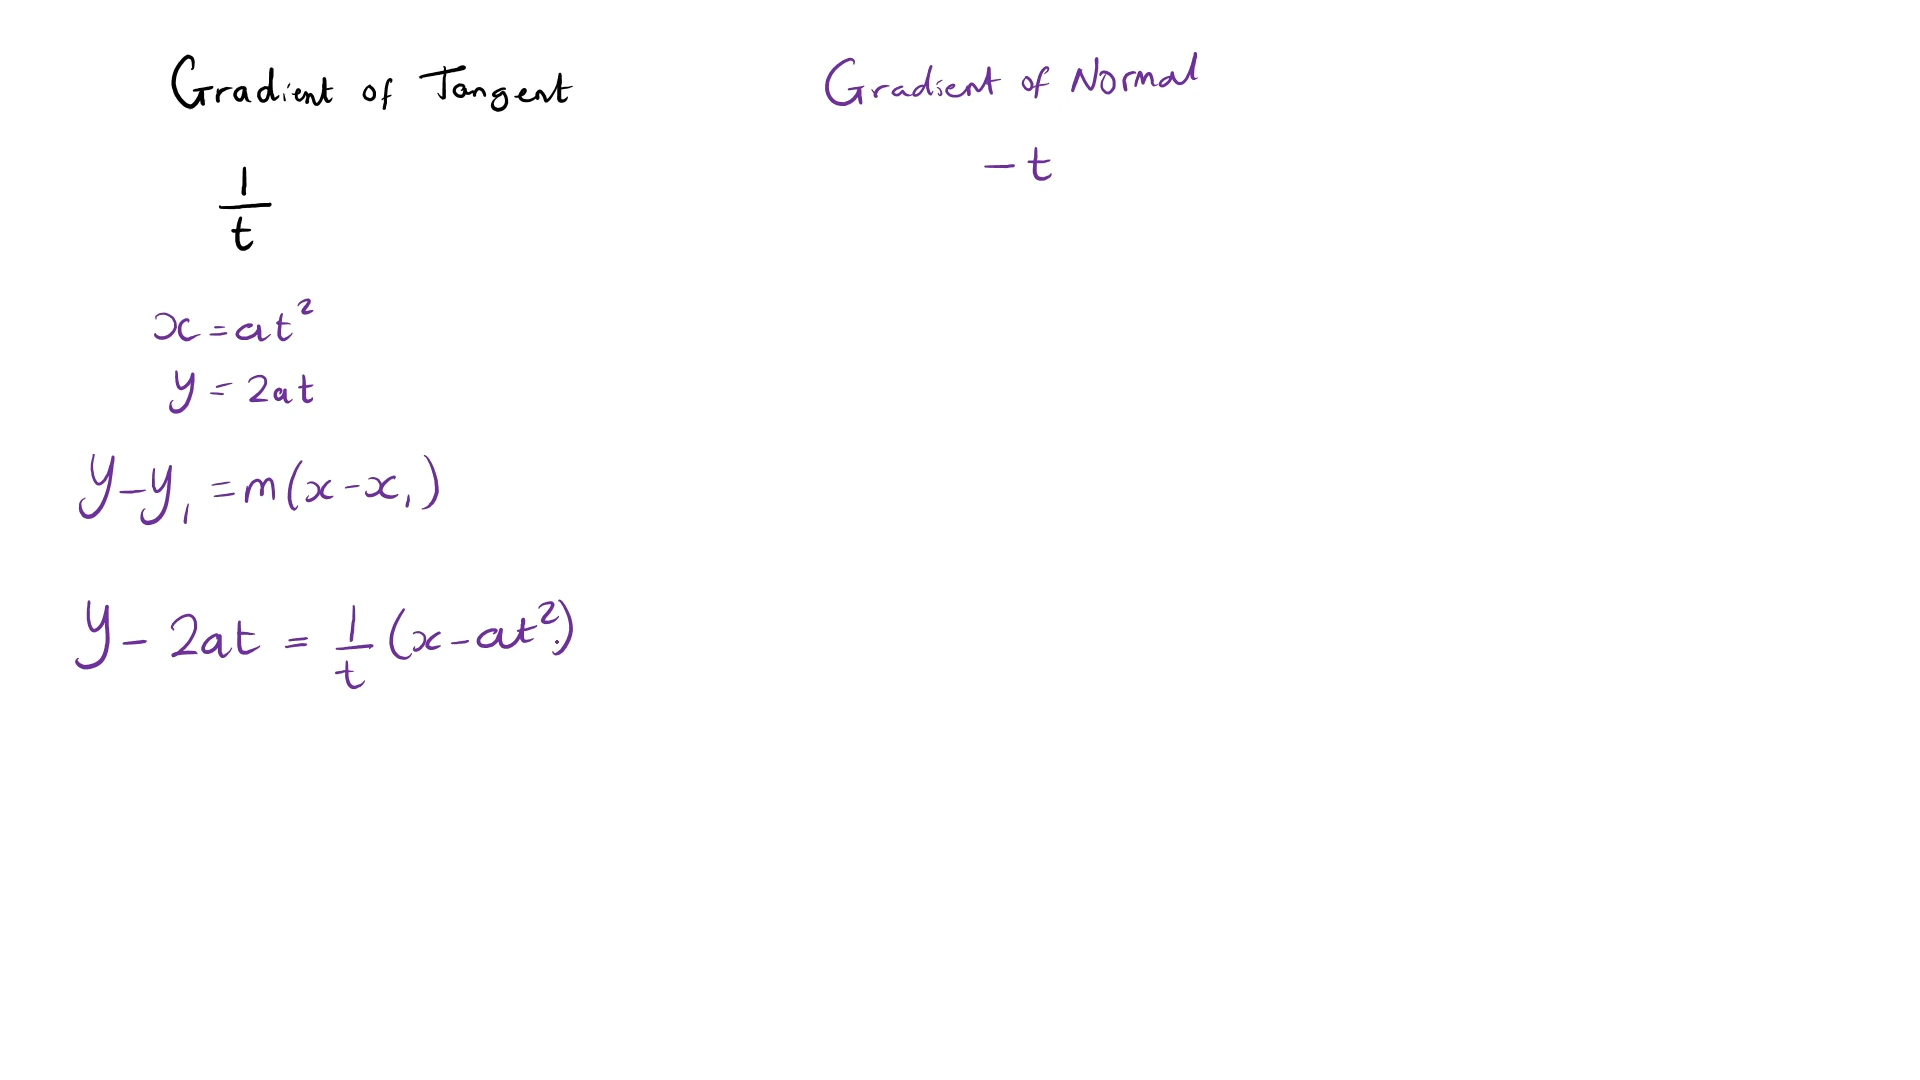 Gradient of Tangent
1/t
x = at²
y = 2at
y - y₁ = m(x - x₁)
y - 2at = 1/t (x - at²)
Gradient of Normal
- t